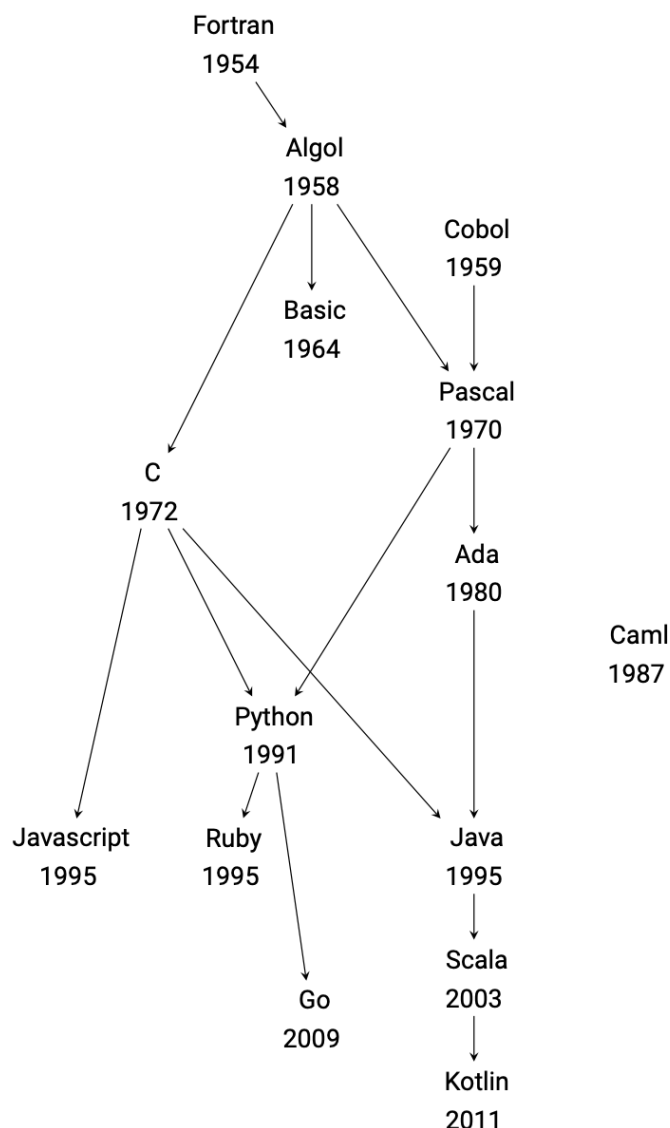 Fortran
1954
Algol
1958
Cobol
1959
Basic
1964
Pascal
1970
C
1972
Ada
1980
Caml
1987
Python
1991
Javascript
1995
Ruby
1995
Java
1995
Scala
2003
Go
2009
Kotlin
2011